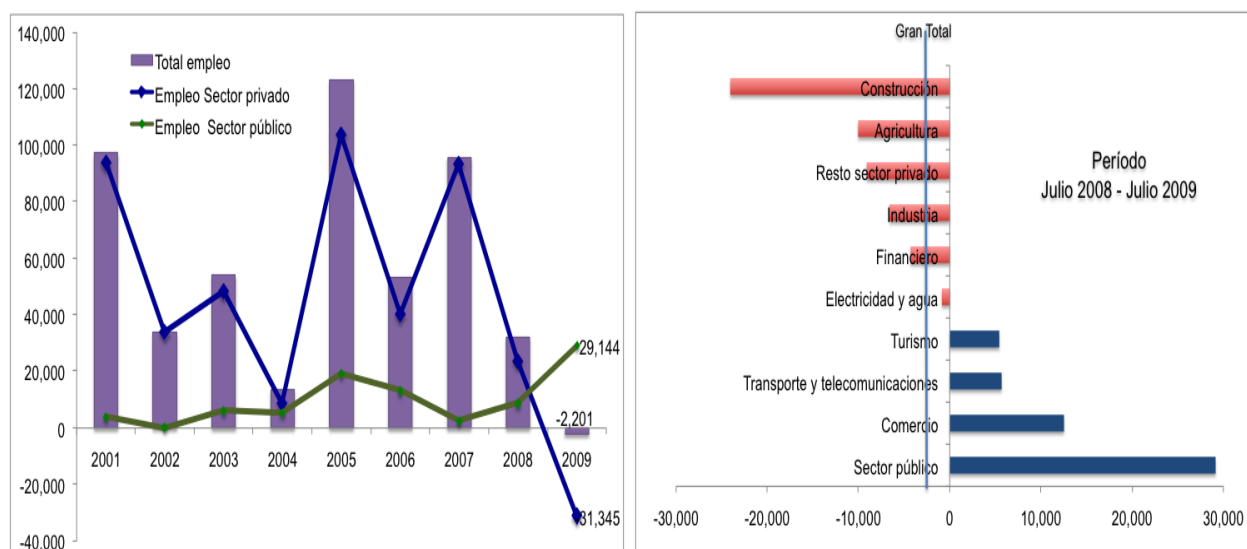 140,000
120,000
100,000
80,000
60,000
40,000
20,000
0
-20,000
-40,000
Total empleo
Empleo Sector privado
Empleo Sector público
29,144
-2,201
-31,345
2001 2002 2003 2004 2005 2006 2007 2008 2009
Gran Total
Construcción
Agricultura
Resto sector privado
Industria
Financiero
Electricidad y agua
Turismo
Transporte y telecomunicaciones
Comercio
Sector público
Período
Julio 2008 - Julio 2009
-30,000 -20,000 -10,000 0 10,000 20,000 30,000